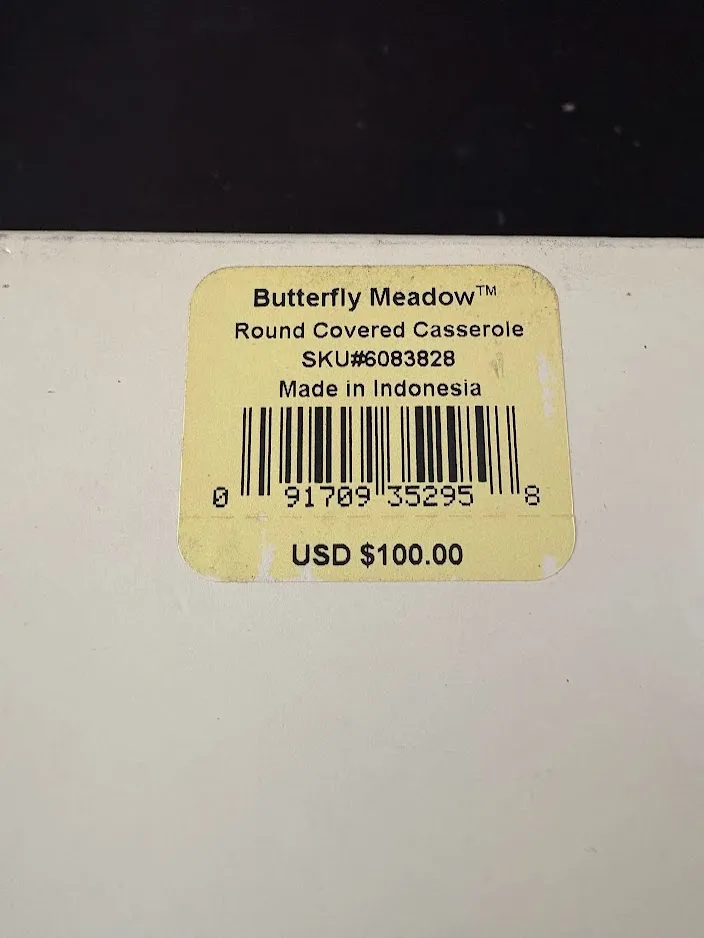 Butterfly Meadow™
Round Covered Casserole
SKU#6083828
Made in Indonesia
0 91709 35295 8
USD $100.00